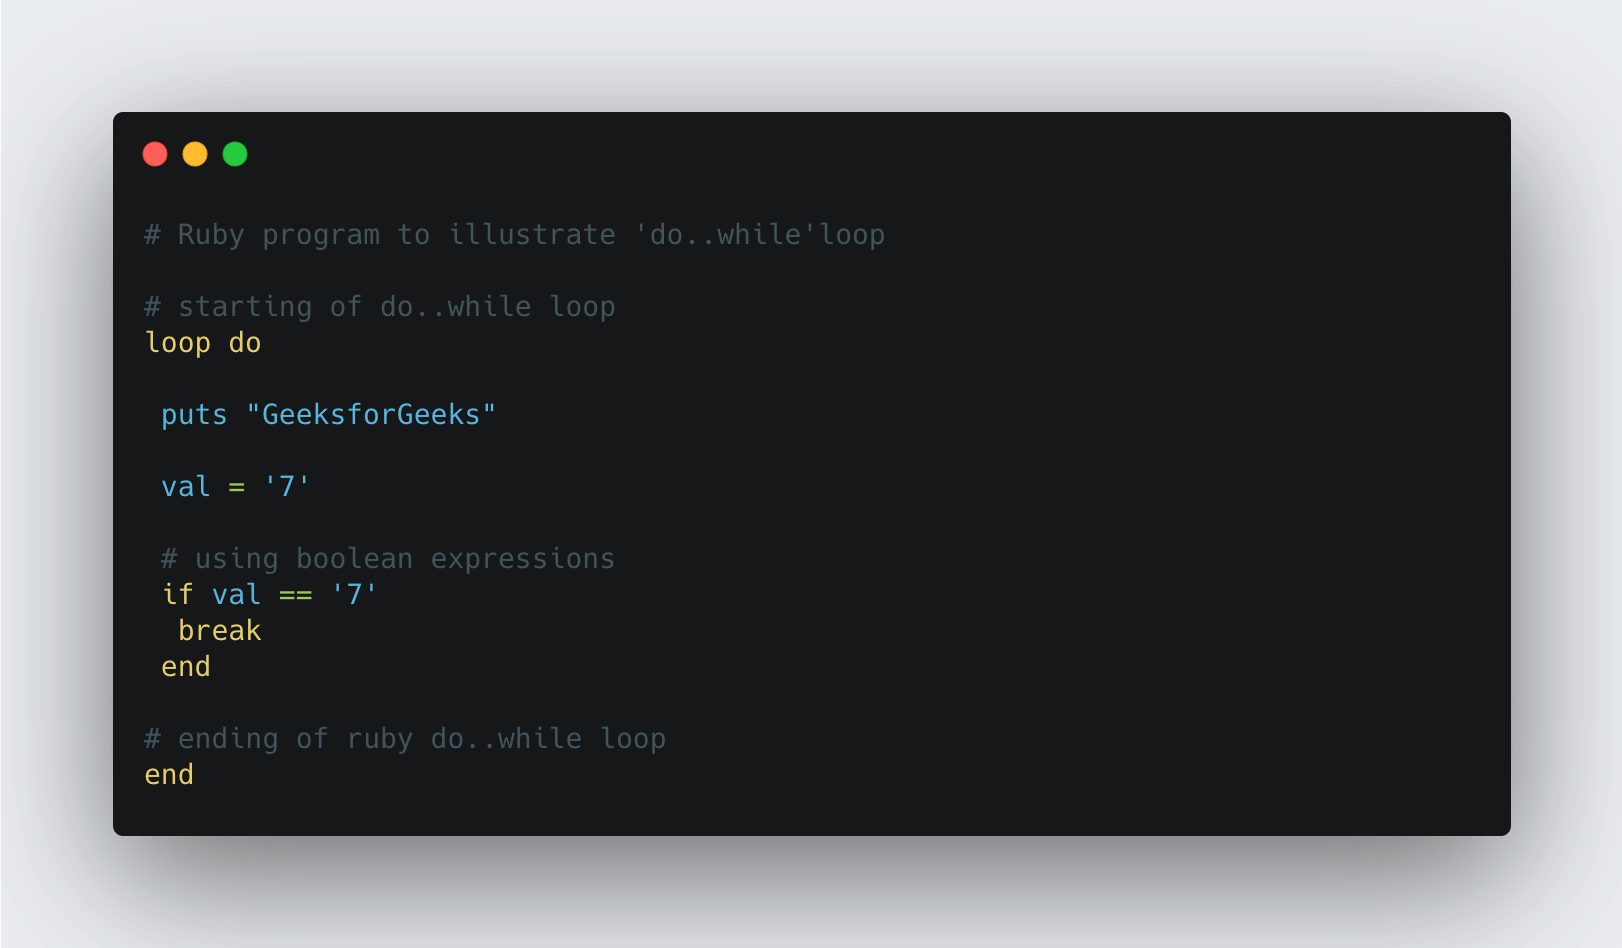 # Ruby program to illustrate 'do..while'loop
# starting of do..while loop
loop do
puts "GeeksforGeeks"
val = '7'
# using boolean expressions
if val == '7'
break
end
# ending of ruby do..while loop
end